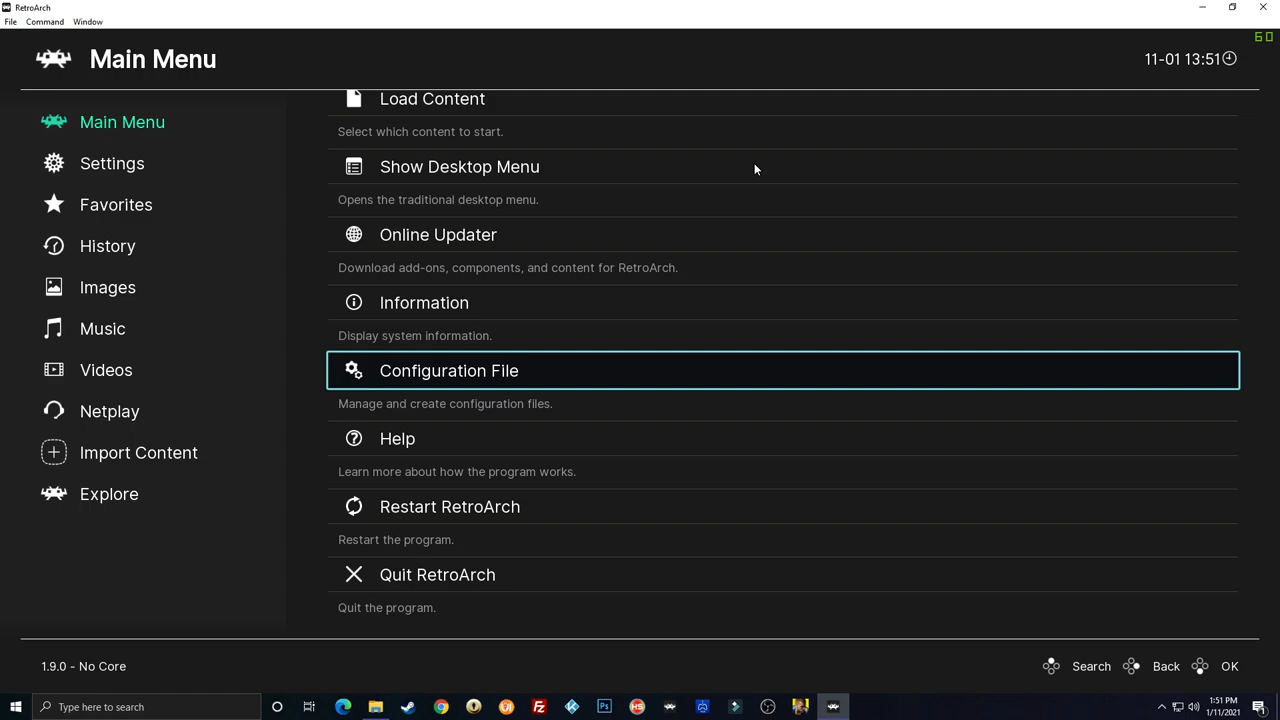 RetroArch
File Command Window
60
Main Menu
11-01 13:51
Main Menu
Settings
Favorites
History
Images
Music
Videos
Netplay
Import Content
Explore
Load Content
Select which content to start.
Show Desktop Menu
Opens the traditional desktop menu.
Online Updater
Download add-ons, components, and content for RetroArch.
Information
Display system information.
Configuration File
Manage and create configuration files.
Help
Learn more about how the program works.
Restart RetroArch
Restart the program.
Quit RetroArch
Quit the program.
1.9.0 - No Core
Search Back OK
Type here to search
Fz
Ps
HS
1:51 PM
1/11/2021
1